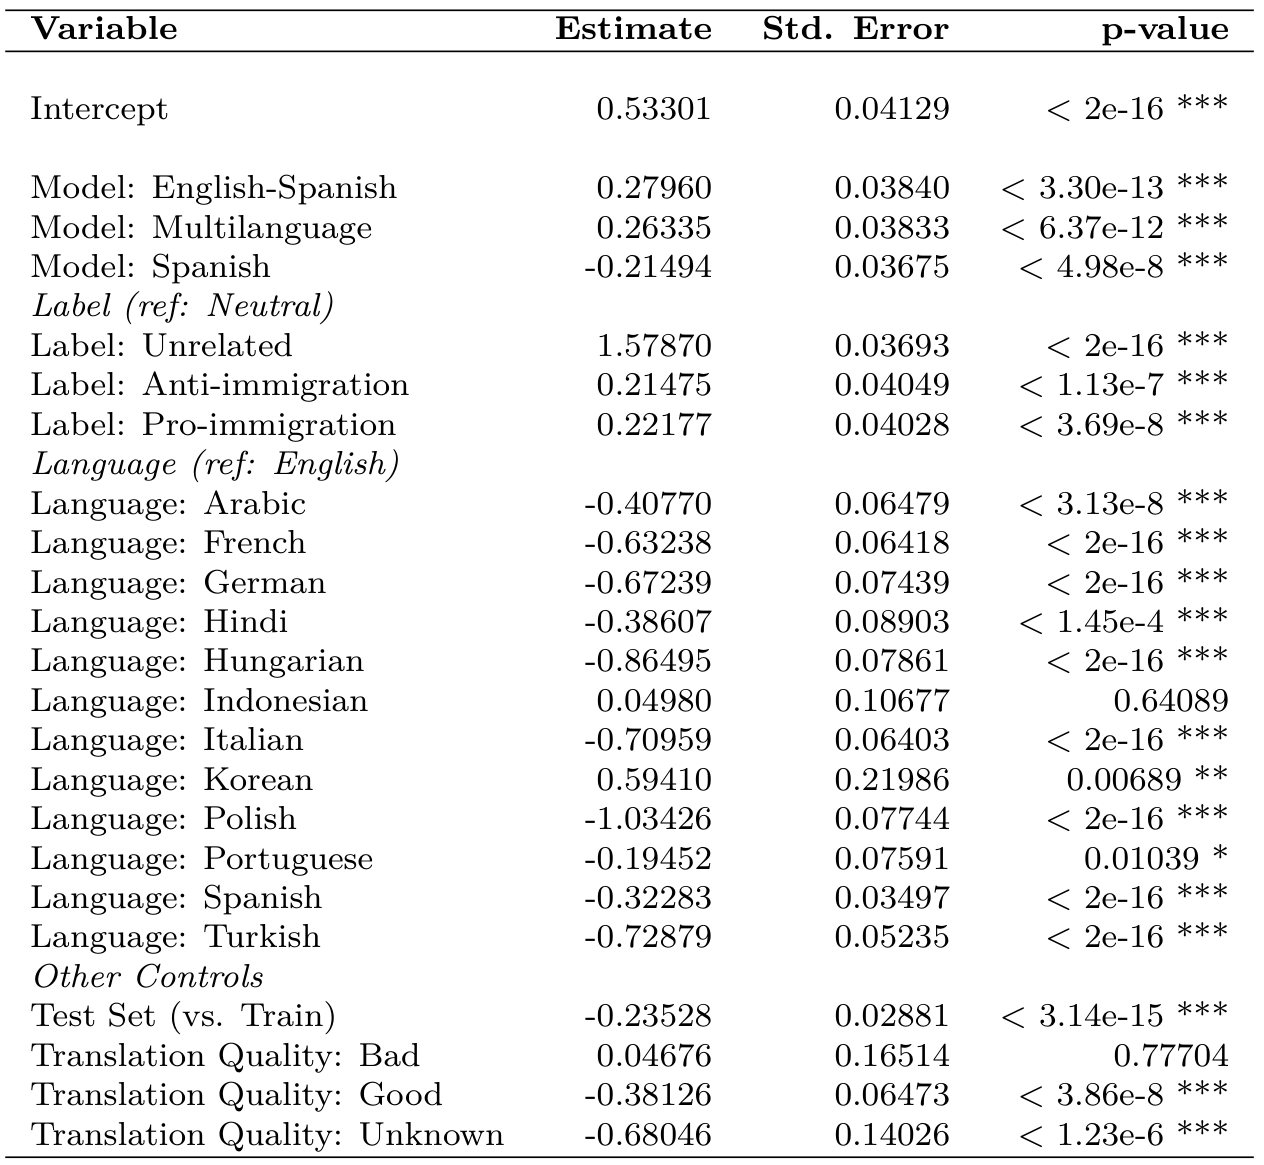 Variable Estimate Std. Error p-value
Intercept 0.53301 0.04129 < 2e-16 ***
Model: English-Spanish 0.27960 0.03840 < 3.30e-13 ***
Model: Multilanguage 0.26335 0.03833 < 6.37e-12 ***
Model: Spanish -0.21494 0.03675 < 4.98e-8 ***
Label (ref: Neutral)
Label: Unrelated 1.57870 0.03693 < 2e-16 ***
Label: Anti-immigration 0.21475 0.04049 < 1.13e-7 ***
Label: Pro-immigration 0.22177 0.04028 < 3.69e-8 ***
Language (ref: English)
Language: Arabic -0.40770 0.06479 < 3.13e-8 ***
Language: French -0.63238 0.06418 < 2e-16 ***
Language: German -0.67239 0.07439 < 2e-16 ***
Language: Hindi -0.38607 0.08903 < 1.45e-4 ***
Language: Hungarian -0.86495 0.07861 < 2e-16 ***
Language: Indonesian 0.04980 0.10677 0.64089
Language: Italian -0.70959 0.06403 < 2e-16 ***
Language: Korean 0.59410 0.21986 0.00689 **
Language: Polish -1.03426 0.07744 < 2e-16 ***
Language: Portuguese -0.19452 0.07591 0.01039 *
Language: Spanish -0.32283 0.03497 < 2e-16 ***
Language: Turkish -0.72879 0.05235 < 2e-16 ***
Other Controls
Test Set (vs. Train) -0.23528 0.02881 < 3.14e-15 ***
Translation Quality: Bad 0.04676 0.16514 0.77704
Translation Quality: Good -0.38126 0.06473 < 3.86e-8 ***
Translation Quality: Unknown -0.68046 0.14026 < 1.23e-6 ***